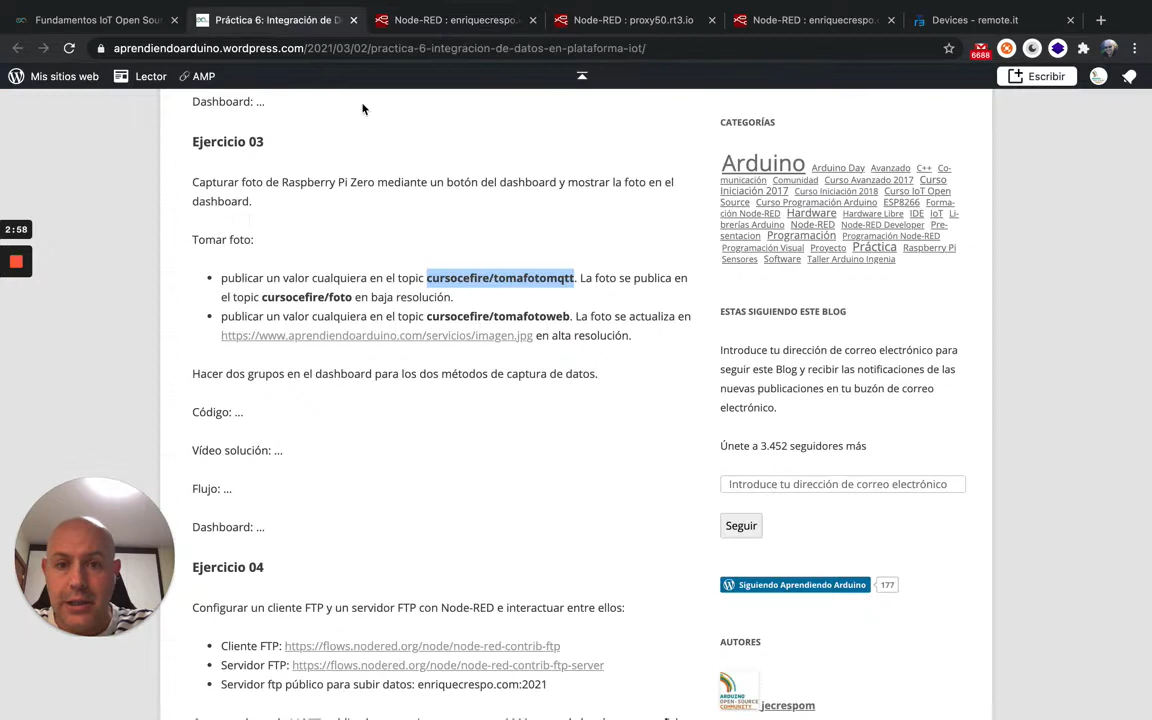 Fundamentos IoT Open Sou
Práctica 6: Integración de D
Node-RED : enriquecrespo.
Node-RED : proxy50.rt3.io
Node-RED : enriquecrespo.
Devices - remote.it
aprendiendoarduino.wordpress.com/2021/03/02/practica-6-integracion-de-datos-en-plataforma-iot/
6688
Mis sitios web
Lector
AMP
Escribir
Dashboard: ...
Ejercicio 03
Capturar foto de Raspberry Pi Zero mediante un botón del dashboard y mostrar la foto en el
dashboard.
2:58
Tomar foto:
publicar un valor cualquiera en el topic cursocefire/tomafotomqtt. La foto se publica en
el topic cursocefire/foto en baja resolución.
publicar un valor cualquiera en el topic cursocefire/tomafotoweb. La foto se actualiza en
https://www.aprendiendoarduino.com/servicios/imagen.jpg en alta resolución.
Hacer dos grupos en el dashboard para los dos métodos de captura de datos.
Código: ...
Vídeo solución: ...
Flujo: ...
Dashboard: ...
Ejercicio 04
Configurar un cliente FTP y un servidor FTP con Node-RED e interactuar entre ellos:
Cliente FTP: https://flows.nodered.org/node/node-red-contrib-ftp
Servidor FTP: https://flows.nodered.org/node/node-red-contrib-ftp-server
Servidor ftp público para subir datos: enriquecrespo.com:2021
CATEGORÍAS
Arduino Arduino Day Avanzado C++ Co-
municación Comunidad Curso Avanzado 2017 Curso
Iniciación 2017 Curso Iniciación 2018 Curso IoT Open
Source Curso Programación Arduino ESP8266 Forma-
ción Node-RED Hardware Hardware Libre IDE IoT Li-
brerías Arduino Node-RED Node-RED Developer Pre-
sentacion Programación Programación Node-RED
Programación Visual Proyecto Práctica Raspberry Pi
Sensores Software Taller Arduino Ingenia
ESTAS SIGUIENDO ESTE BLOG
Introduce tu dirección de correo electrónico para
seguir este Blog y recibir las notificaciones de las
nuevas publicaciones en tu buzón de correo
electrónico.
Únete a 3.452 seguidores más
Introduce tu dirección de correo electrónico
Seguir
Siguiendo Aprendiendo Arduino
177
AUTORES
jecrespom